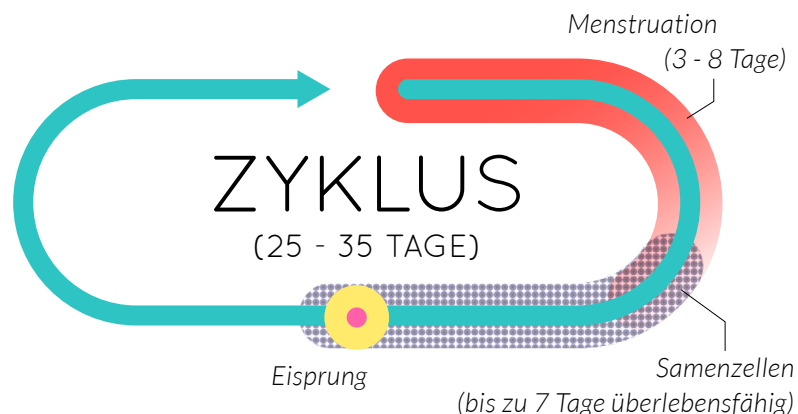 Menstruation
(3 - 8 Tage)
ZYKLUS
(25 - 35 TAGE)
Eisprung
Samenzellen
(bis zu 7 Tage überlebensfähig)